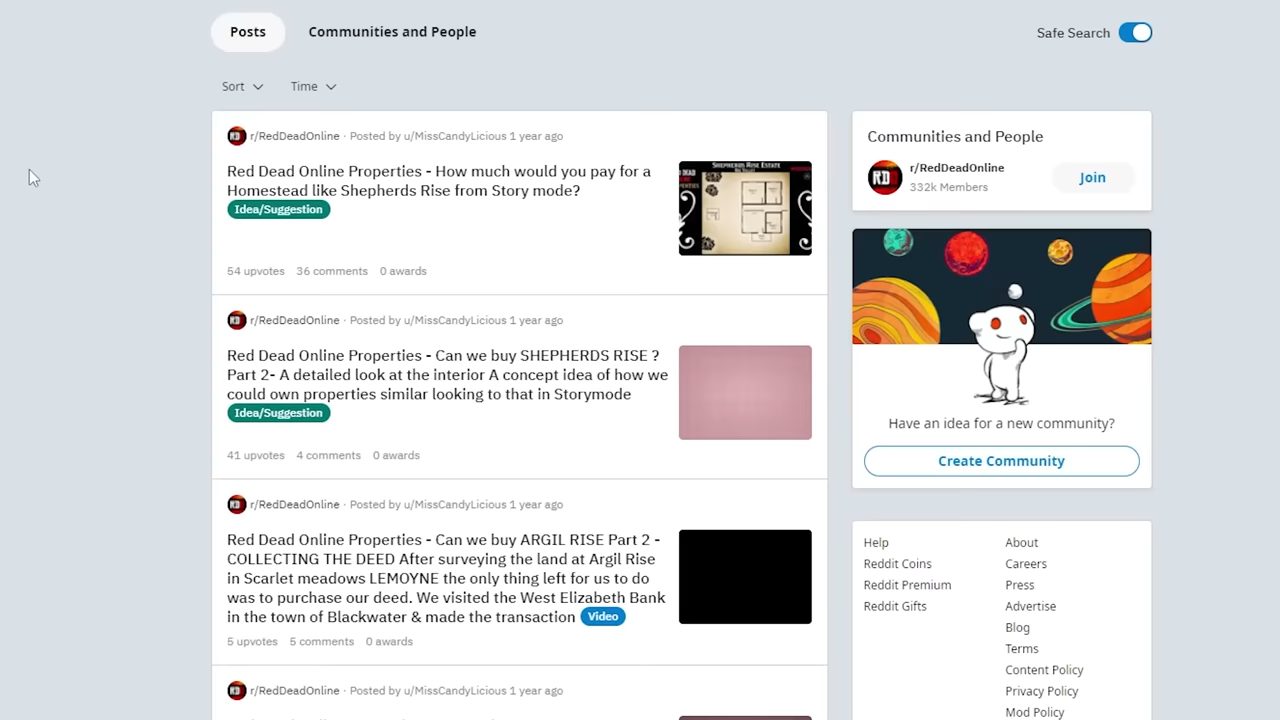 Posts
Communities and People
Safe Search
Sort
Time
r/RedDeadOnline · Posted by u/MissCandyLicious 1 year ago
Red Dead Online Properties - How much would you pay for a
Homestead like Shepherds Rise from Story mode?
Idea/Suggestion
54 upvotes 36 comments 0 awards
SHEPHERDS RISE ESTATE
r/RedDeadOnline · Posted by u/MissCandyLicious 1 year ago
Red Dead Online Properties - Can we buy SHEPHERDS RISE ?
Part 2- A detailed look at the interior A concept idea of how we
could own properties similar looking to that in Storymode
Idea/Suggestion
41 upvotes 4 comments 0 awards
r/RedDeadOnline · Posted by u/MissCandyLicious 1 year ago
Red Dead Online Properties - Can we buy ARGIL RISE Part 2 -
COLLECTING THE DEED After surveying the land at Argil Rise
in Scarlet meadows LEMOYNE the only thing left for us to do
was to purchase our deed. We visited the West Elizabeth Bank
in the town of Blackwater & made the transaction Video
5 upvotes 5 comments 0 awards
r/RedDeadOnline · Posted by u/MissCandyLicious 1 year ago
Communities and People
RDO
r/RedDeadOnline
332k Members
Join
Have an idea for a new community?
Create Community
Help
Reddit Coins
Reddit Premium
Reddit Gifts
About
Careers
Press
Advertise
Blog
Terms
Content Policy
Privacy Policy
Mod Policy